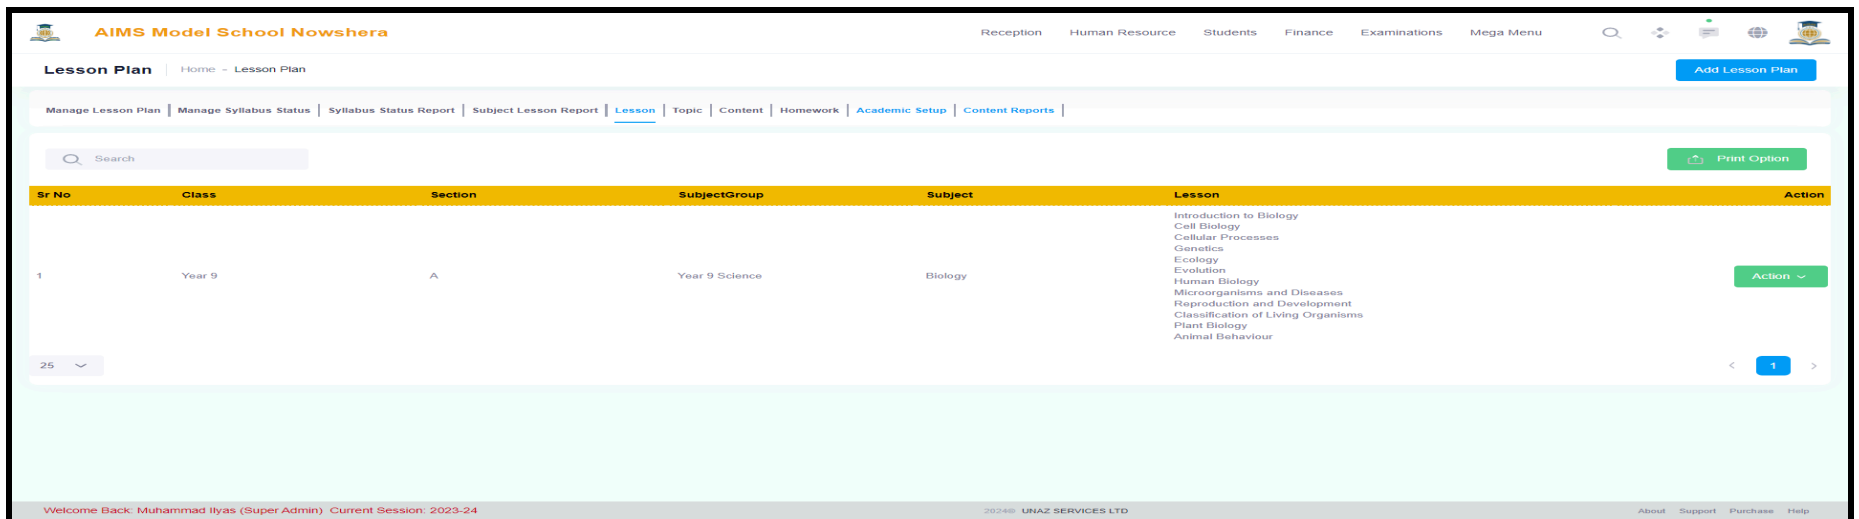 AIMS Model School Nowshera Reception Human Resource Students Finance Examinations Mega Menu
Lesson Plan Home - Lesson Plan Add Lesson Plan
Manage Lesson Plan Manage Syllabus Status Syllabus Status Report Subject Lesson Report Lesson Topic Content Homework Academic Setup Content Reports
Search Print Option
Sr No Class Section SubjectGroup Subject Lesson Action
Introduction to Biology
Cell Biology
Cellular Processes
Genetics
Ecology
Evolution
1 Year 9 A Year 9 Science Biology Human Biology Action
Microorganisms and Diseases
Reproduction and Development
Classification of Living Organisms
Plant Biology
Animal Behaviour
25 < 1 >
Welcome Back: Muhammad Ilyas (Super Admin) Current Session: 2023-24 2024© UNAZ SERVICES LTD About Support Purchase Help